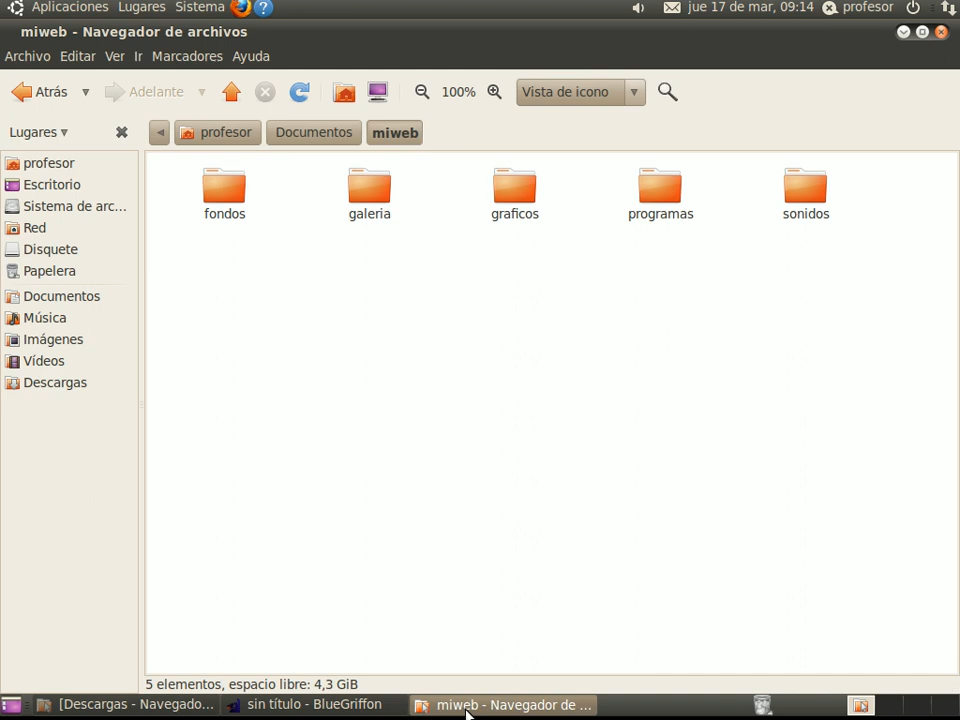 Aplicaciones Lugares Sistema ? jue 17 de mar, 09:14 profesor
miweb - Navegador de archivos
Archivo Editar Ver Ir Marcadores Ayuda
Atrás Adelante 100% Vista de icono
Lugares profesor Documentos miweb
profesor
Escritorio
Sistema de arc...
Red
Disquete
Papelera
Documentos
Música
Imágenes
Vídeos
Descargas
fondos galeria graficos programas sonidos
5 elementos, espacio libre: 4,3 GiB
[Descargas - Navegado... sin título - BlueGriffon miweb - Navegador de ...